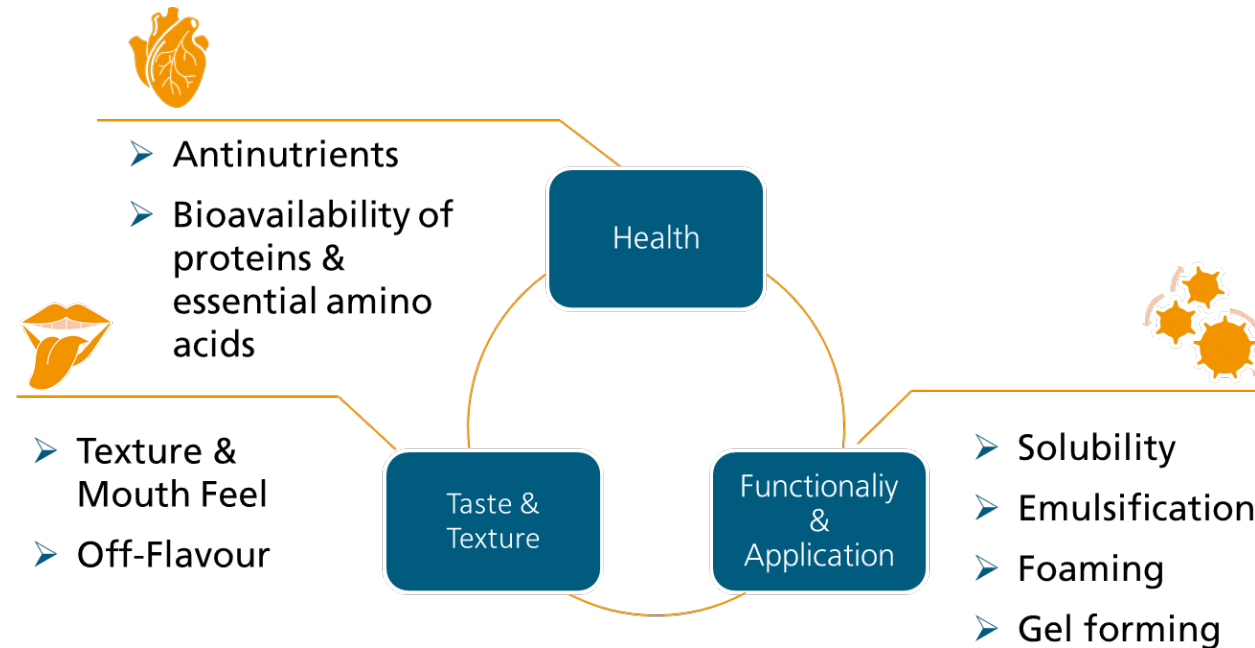 Antinutrients
Bioavailability of
proteins &
essential amino
acids
Health
Texture &
Mouth Feel
Off-Flavour
Taste &
Texture
Functionaliy
&
Application
Solubility
Emulsification
Foaming
Gel forming